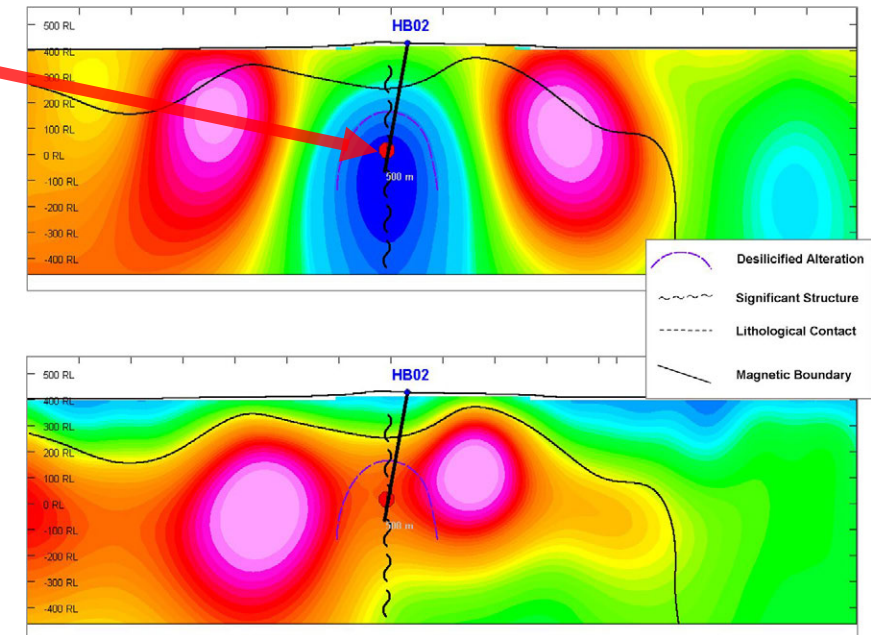 HB02
500 RL
400 RL
300 RL
200 RL
100 RL
0 RL
-100 RL
-200 RL
-300 RL
-400 RL
500 m
Desilicified Alteration
Significant Structure
Lithological Contact
Magnetic Boundary
HB02
500 RL
400 RL
300 RL
200 RL
100 RL
0 RL
-100 RL
-200 RL
-300 RL
-400 RL
500 m